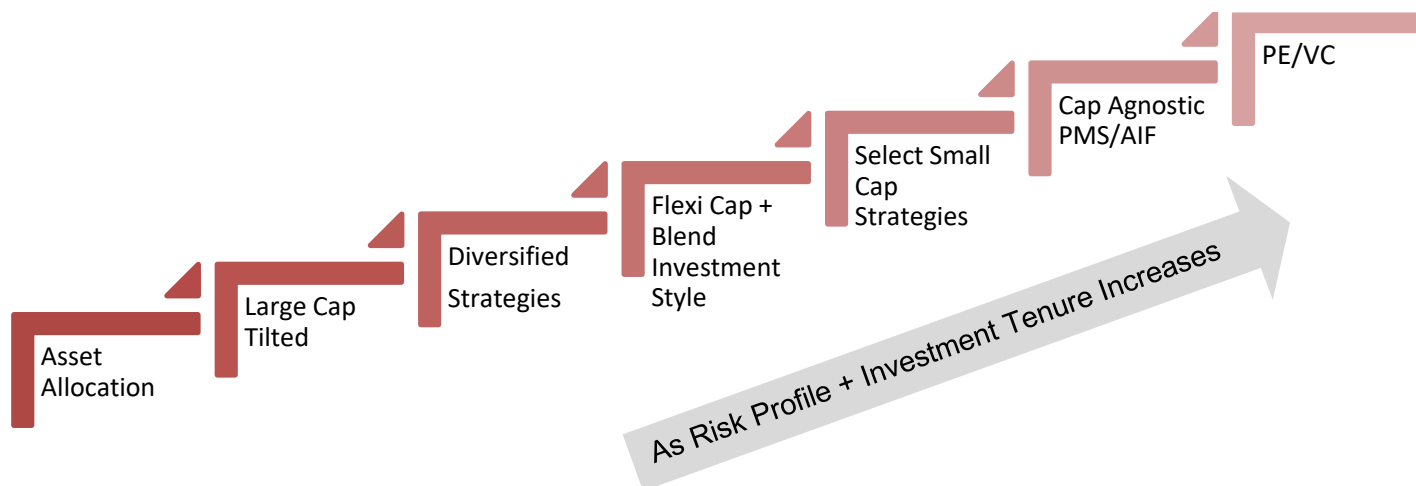 Asset
Allocation
Large Cap
Tilted
Diversified
Strategies
Flexi Cap +
Blend
Investment
Style
Select Small
Cap
Strategies
Cap Agnostic
PMS/AIF
PE/VC
As Risk Profile + Investment Tenure Increases